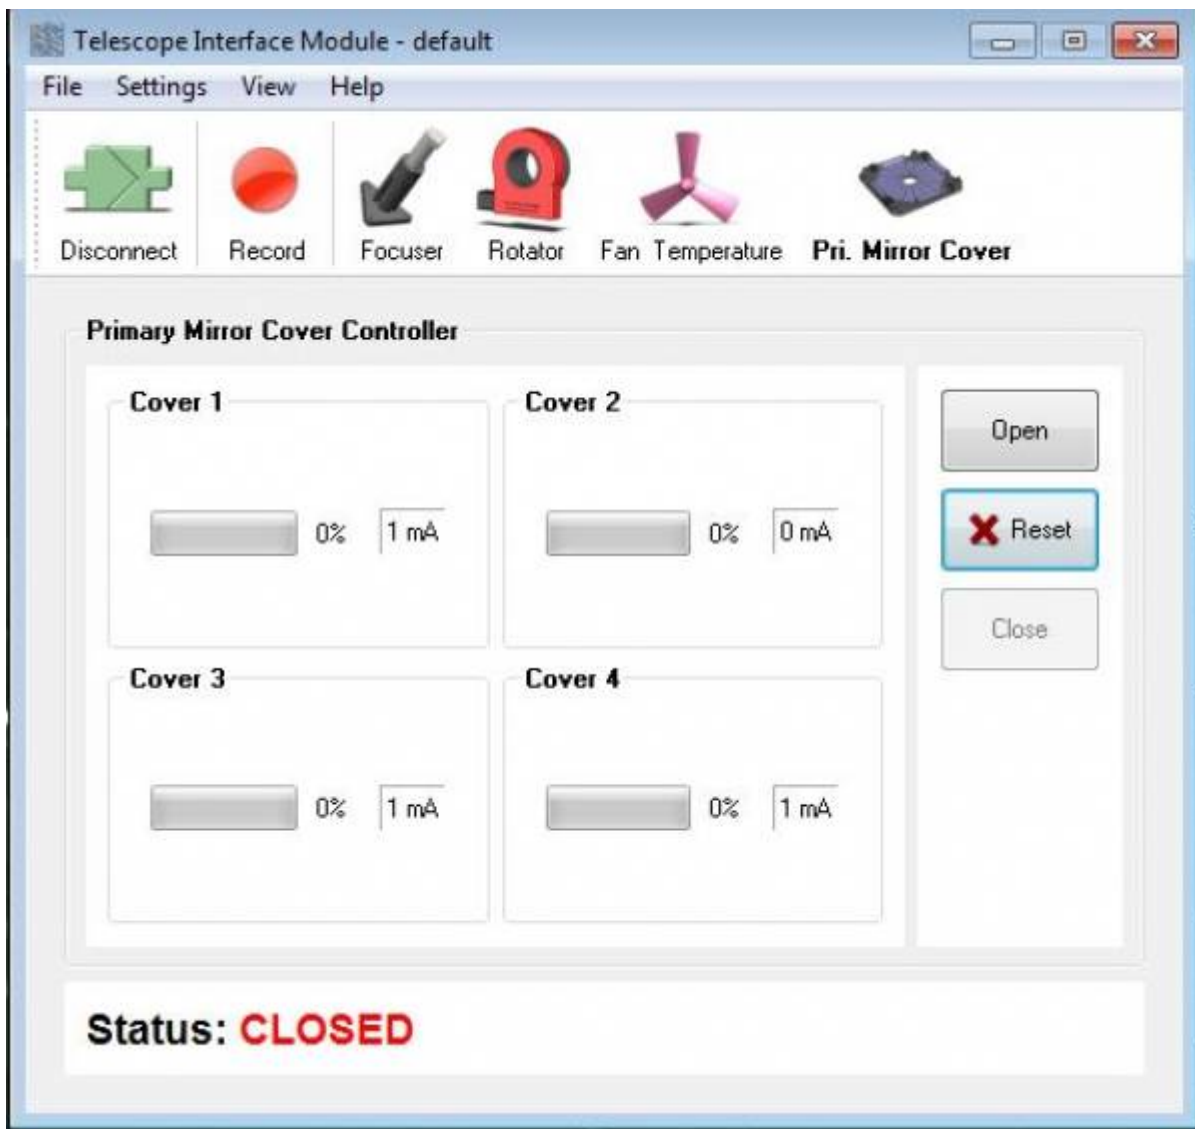 Telescope Interface Module - default
File Settings View Help
Disconnect Record Focuser Rotator Fan Temperature Pri. Mirror Cover
Primary Mirror Cover Controller
Cover 1
0% 1 mA
Cover 2
0% 0 mA
Cover 3
0% 1 mA
Cover 4
0% 1 mA
Open
Reset
Close
Status: CLOSED